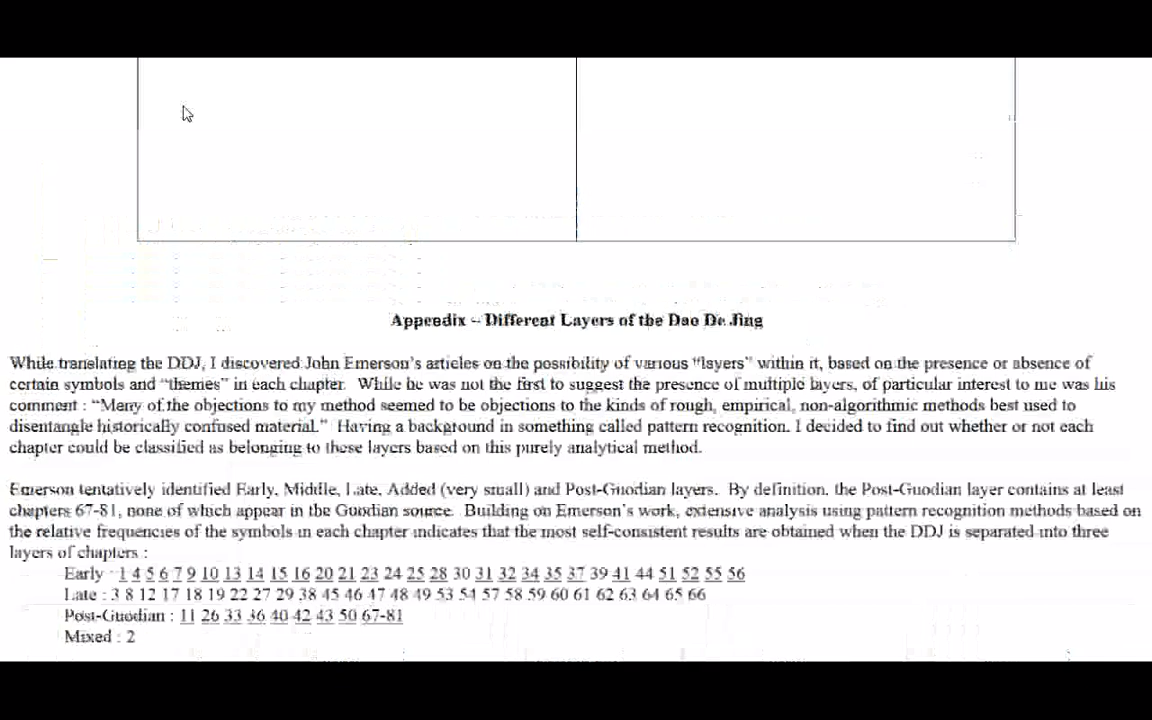 Appendix – Different Layers of the Dao De Jing
While translating the DDJ, I discovered John Emerson's articles on the possibility of various "layers" within it, based on the presence or absence of
certain symbols and "themes" in each chapter. While he was not the first to suggest the presence of multiple layers, of particular interest to me was his
comment : "Many of the objections to my method seemed to be objections to the kinds of rough, empirical, non-algorithmic methods best used to
disentangle historically confused material." Having a background in something called pattern recognition, I decided to find out whether or not each
chapter could be classified as belonging to these layers based on this purely analytical method.
Emerson tentatively identified Early, Middle, Late, Added (very small) and Post-Guodian layers. By definition, the Post-Guodian layer contains at least
chapters 67-81, none of which appear in the Guodian source. Building on Emerson's work, extensive analysis using pattern recognition methods based on
the relative frequencies of the symbols in each chapter indicates that the most self-consistent results are obtained when the DDJ is separated into three
layers of chapters :
Early : 1 4 5 6 7 9 10 13 14 15 16 20 21 23 24 25 28 30 31 32 34 35 37 39 41 44 51 52 55 56
Late : 3 8 12 17 18 19 22 27 29 38 45 46 47 48 49 53 54 57 58 59 60 61 62 63 64 65 66
Post-Guodian : 11 26 33 36 40 42 43 50 67-81
Mixed : 2